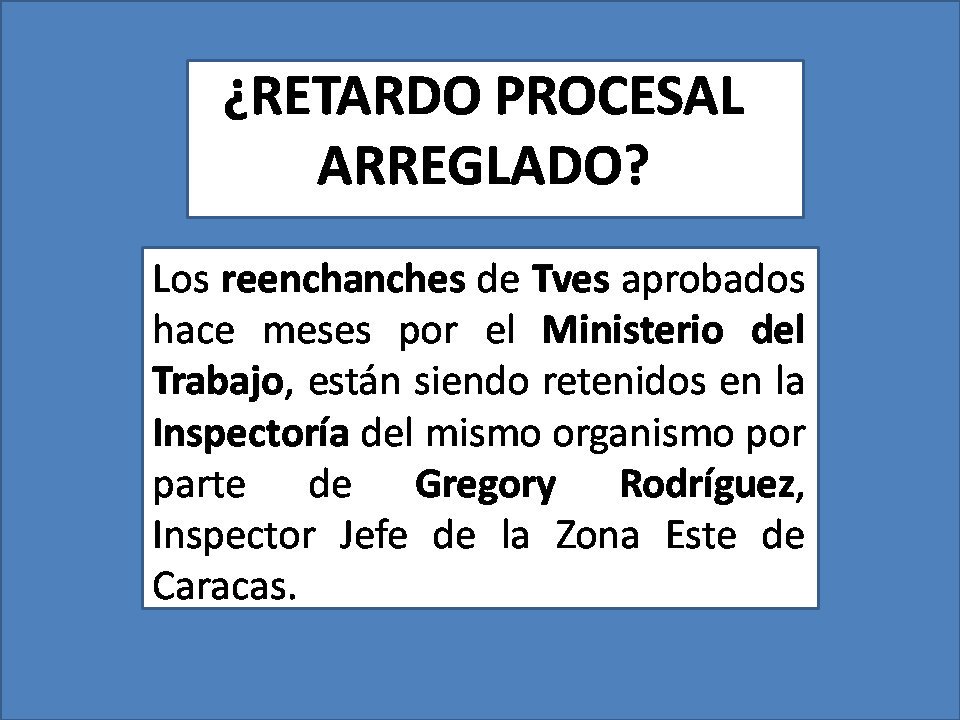 ¿RETARDO PROCESAL
ARREGLADO?
Los reenchanches de Tves aprobados
hace meses por el Ministerio del
Trabajo, están siendo retenidos en la
Inspectoría del mismo organismo por
parte de Gregory Rodríguez,
Inspector Jefe de la Zona Este de
Caracas.